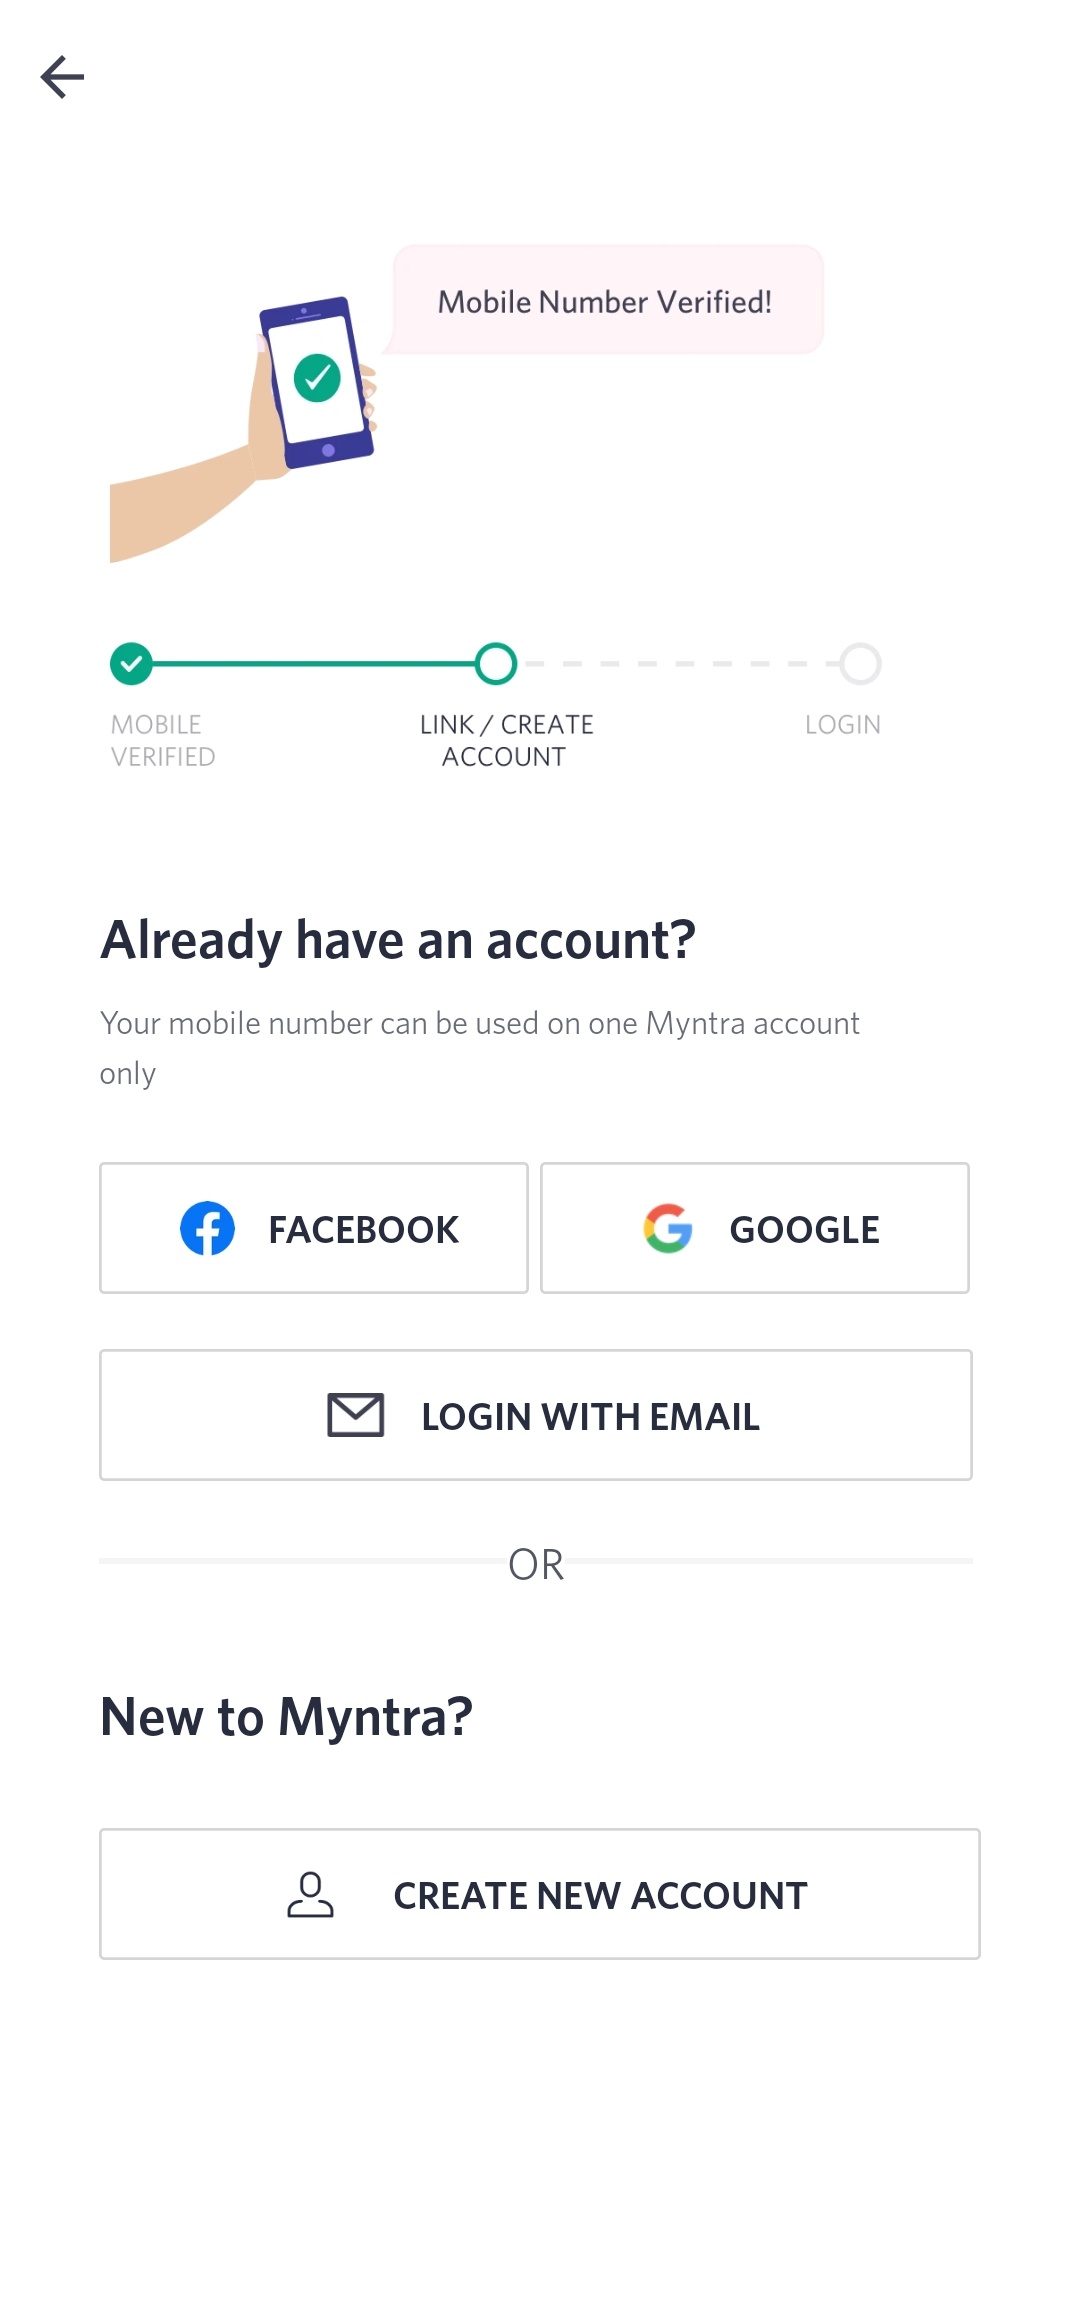 Mobile Number Verified!
MOBILE
VERIFIED
LINK / CREATE
ACCOUNT
LOGIN
Already have an account?
Your mobile number can be used on one Myntra account
only
FACEBOOK
GOOGLE
LOGIN WITH EMAIL
OR
New to Myntra?
CREATE NEW ACCOUNT